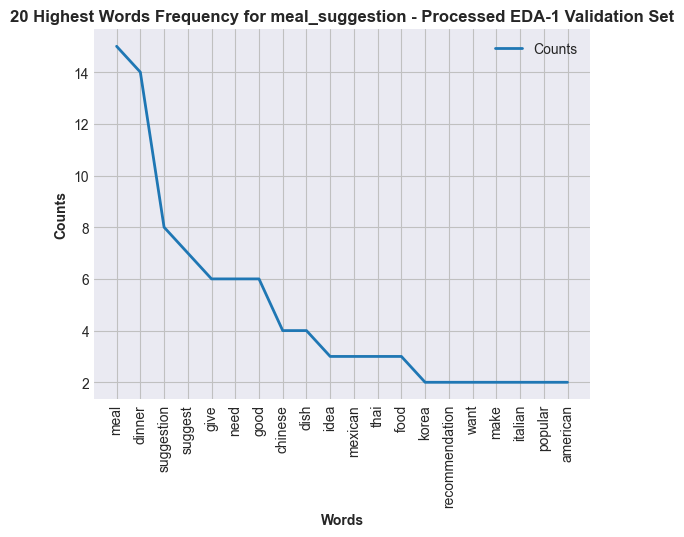 20 Highest Words Frequency for meal_suggestion - Processed EDA-1 Validation Set
Counts
14
12
10
8
6
4
2
Counts
meal
dinner
suggestion
suggest
give
need
good
chinese
dish
idea
mexican
thai
food
korea
recommendation
want
make
italian
popular
american
Words